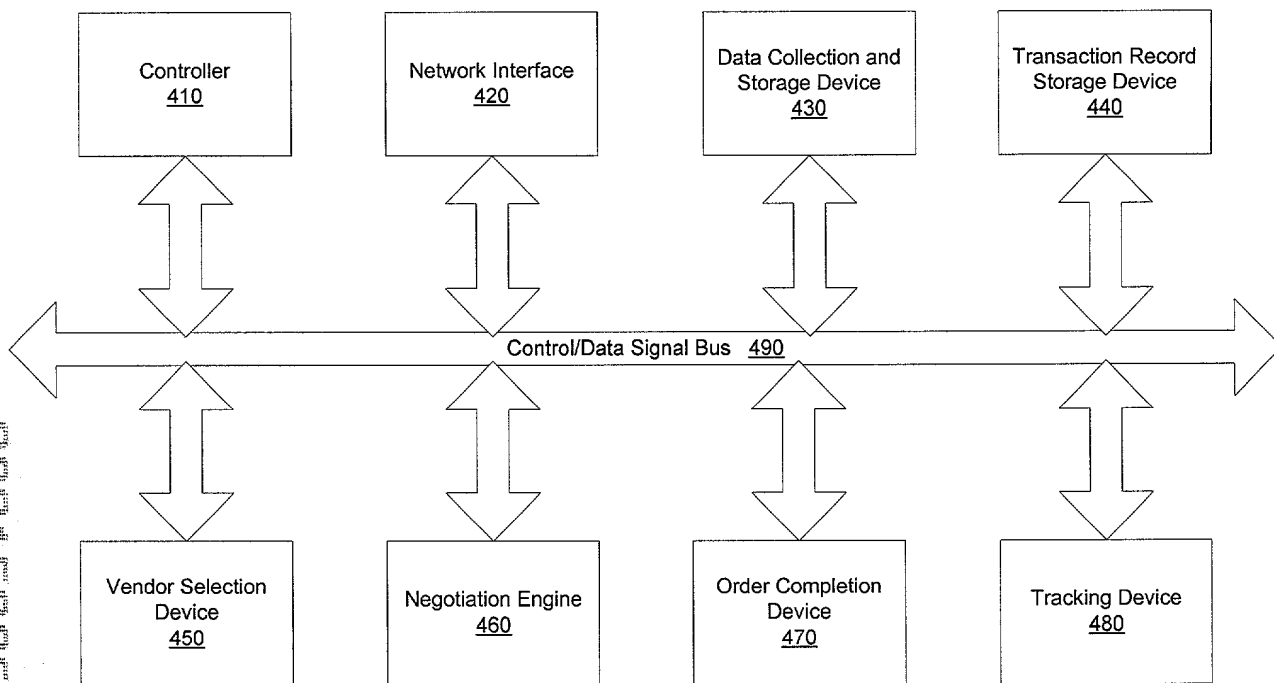 Controller
410
Network Interface
420
Data Collection and
Storage Device
430
Transaction Record
Storage Device
440
Control/Data Signal Bus 490
Vendor Selection
Device
450
Negotiation Engine
460
Order Completion
Device
470
Tracking Device
480